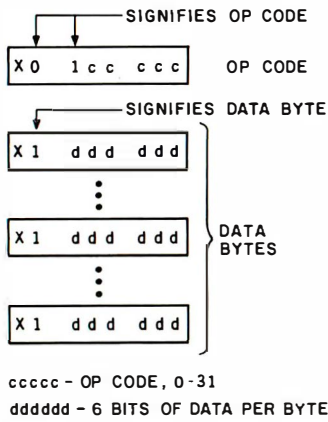 SIGNIFIES OP CODE
X 0 1 c c c c c OP CODE
SIGNIFIES DATA BYTE
X 1 d d d d d d
X 1 d d d d d d
DATA
BYTES
X 1 d d d d d d
ccccc - OP CODE, 0-31
dddddd - 6 BITS OF DATA PER BYTE